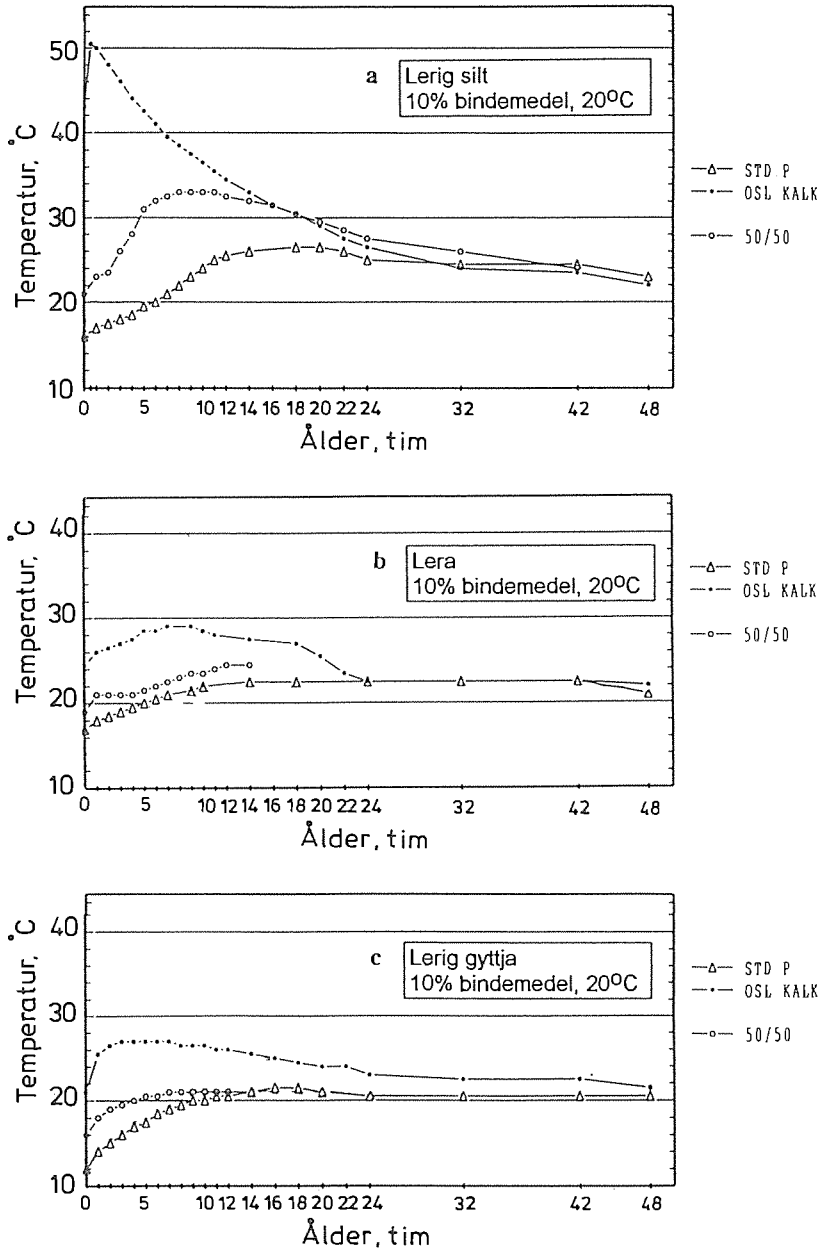 Temperatur, °C
50
40
30
20
10
a
Lerig silt
10% bindemedel, 20°C
STD P
OSL KALK
50/50
0 5 10 12 14 16 18 20 22 24 32 42 48
Ålder, tim
Temperatur, °C
40
30
20
10
b
Lera
10% bindemedel, 20°C
STD P
OSL KALK
50/50
0 5 10 12 14 16 18 20 22 24 32 42 48
Ålder, tim
Temperatur, °C
40
30
20
10
c
Lerig gyttja
10% bindemedel, 20°C
STD P
OSL KALK
50/50
0 5 10 12 14 16 18 20 22 24 32 42 48
Ålder, tim